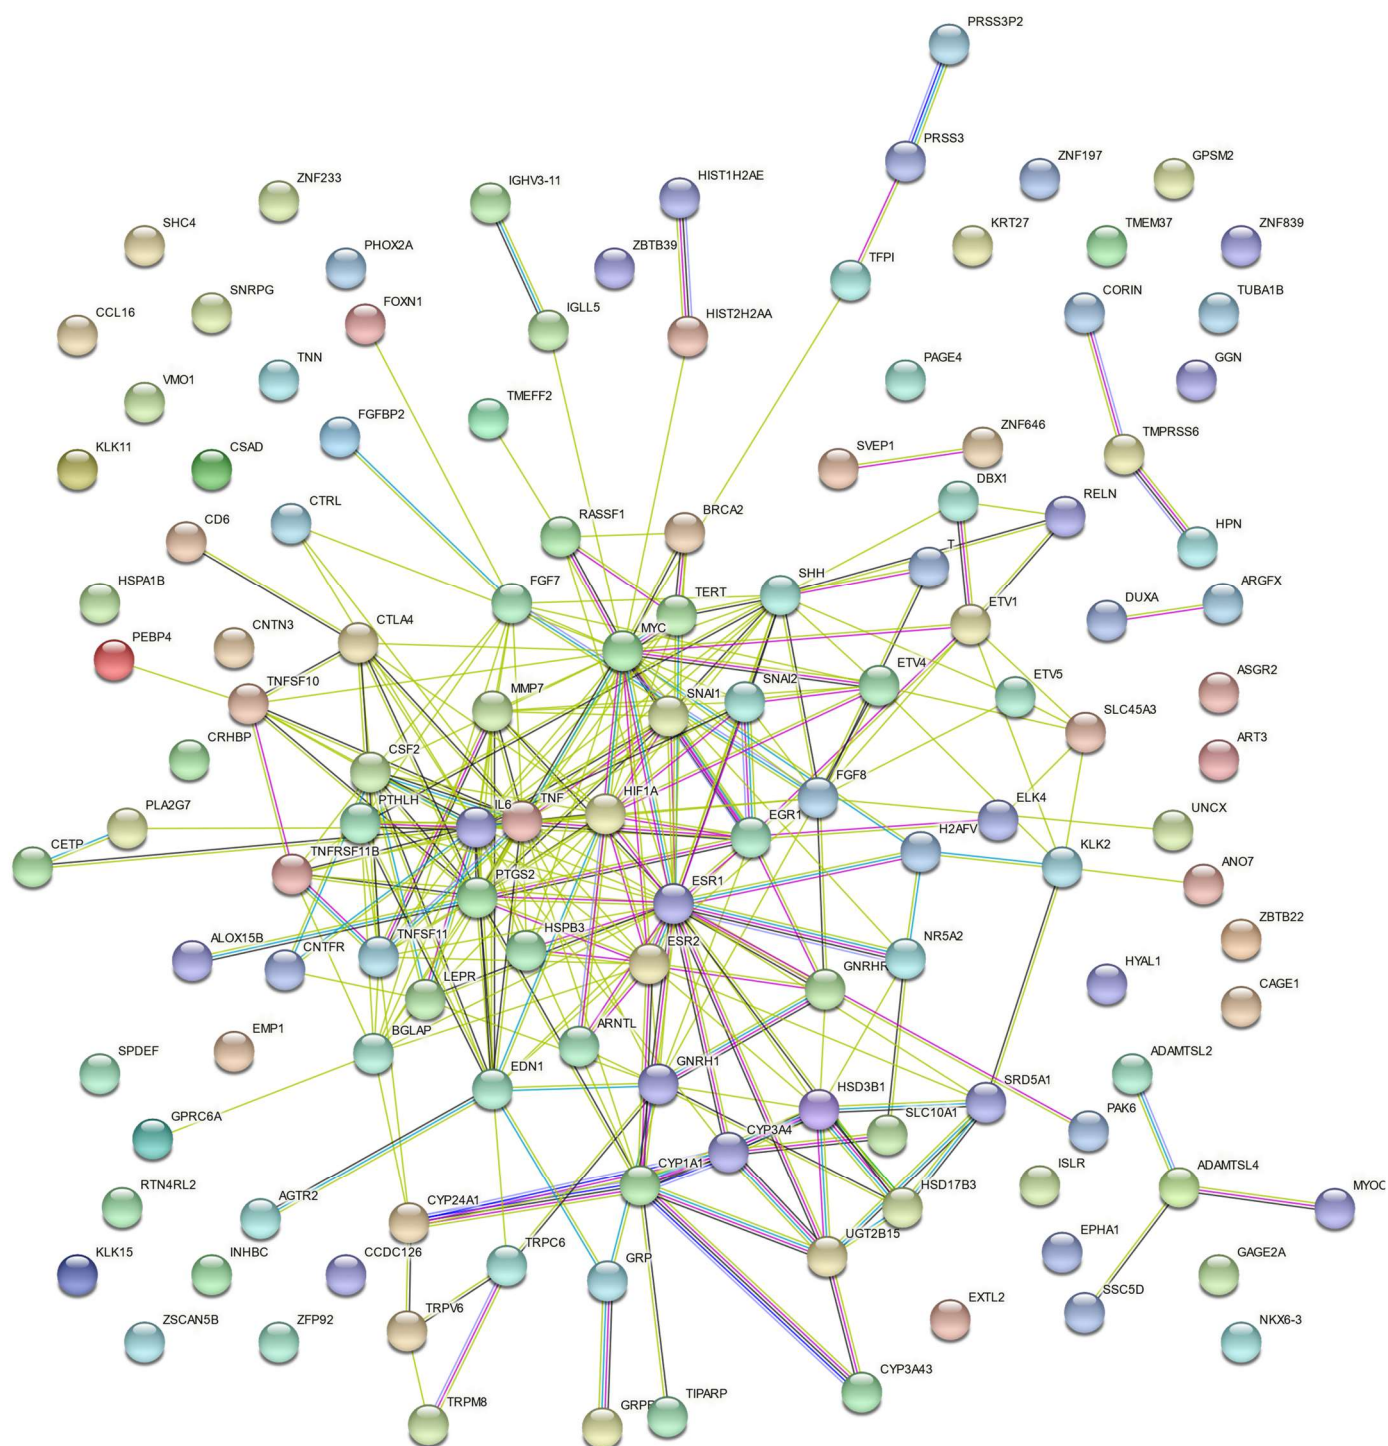 PRSS3P2
PRSS3
ZNF197
GPSM2
ZNF233
IGHV3-11
HIST1H2AE
SHC4
PHOX2A
ZBTB39
KRT27
TMEM37
ZNF839
TFPI
SNRPG
CORIN
TUBA1B
CCL16
FOXN1
IGLL5
HIST2H2AA
TNN
PAGE4
GGN
VMO1
TMEFF2
FGFBP2
SVEP1
ZNF646
TMPRSS6
KLK11
CSAD
DBX1
RELN
CTRL
CD6
RASSF1
BRCA2
HPN
T
HSPA1B
FGF7
TERT
SHH
ETV1
DUXA
ARGFX
PEBP4
CNTN3
CTLA4
MYC
TNFSF10
MMP7
SNAI1
SNAI2
ETV4
ETV5
ASGR2
SLC45A3
CRHBP
CSF2
ART3
PLA2G7
PTHLH
IL6
TNF
HIF1A
EGR1
FGF8
ELK4
UNCX
CETP
TNFRSF11B
PTGS2
H2AFV
KLK2
ANO7
ESR1
ALOX15B
CNTFR
TNFSF11
HSPB3
ESR2
NR5A2
ZBTB22
LEPR
GNRHR
HYAL1
CAGE1
EMP1
BGLAP
ARNTL
SPDEF
EDN1
GNRH1
HSD3B1
SRD5A1
ADAMTSL2
GPRC6A
CYP3A4
SLC10A1
PAK6
RTN4RL2
AGTR2
CYP24A1
CYP1A1
HSD17B3
ISLR
ADAMTSL4
MYOC
KLK15
INHBC
CCDC126
TRPC6
GRP
UGT2B15
EPHA1
GAGE2A
ZSCAN5B
ZFP92
TRPV6
EXTL2
SSC5D
NKX6-3
TRPM8
TIPARP
CYP3A43